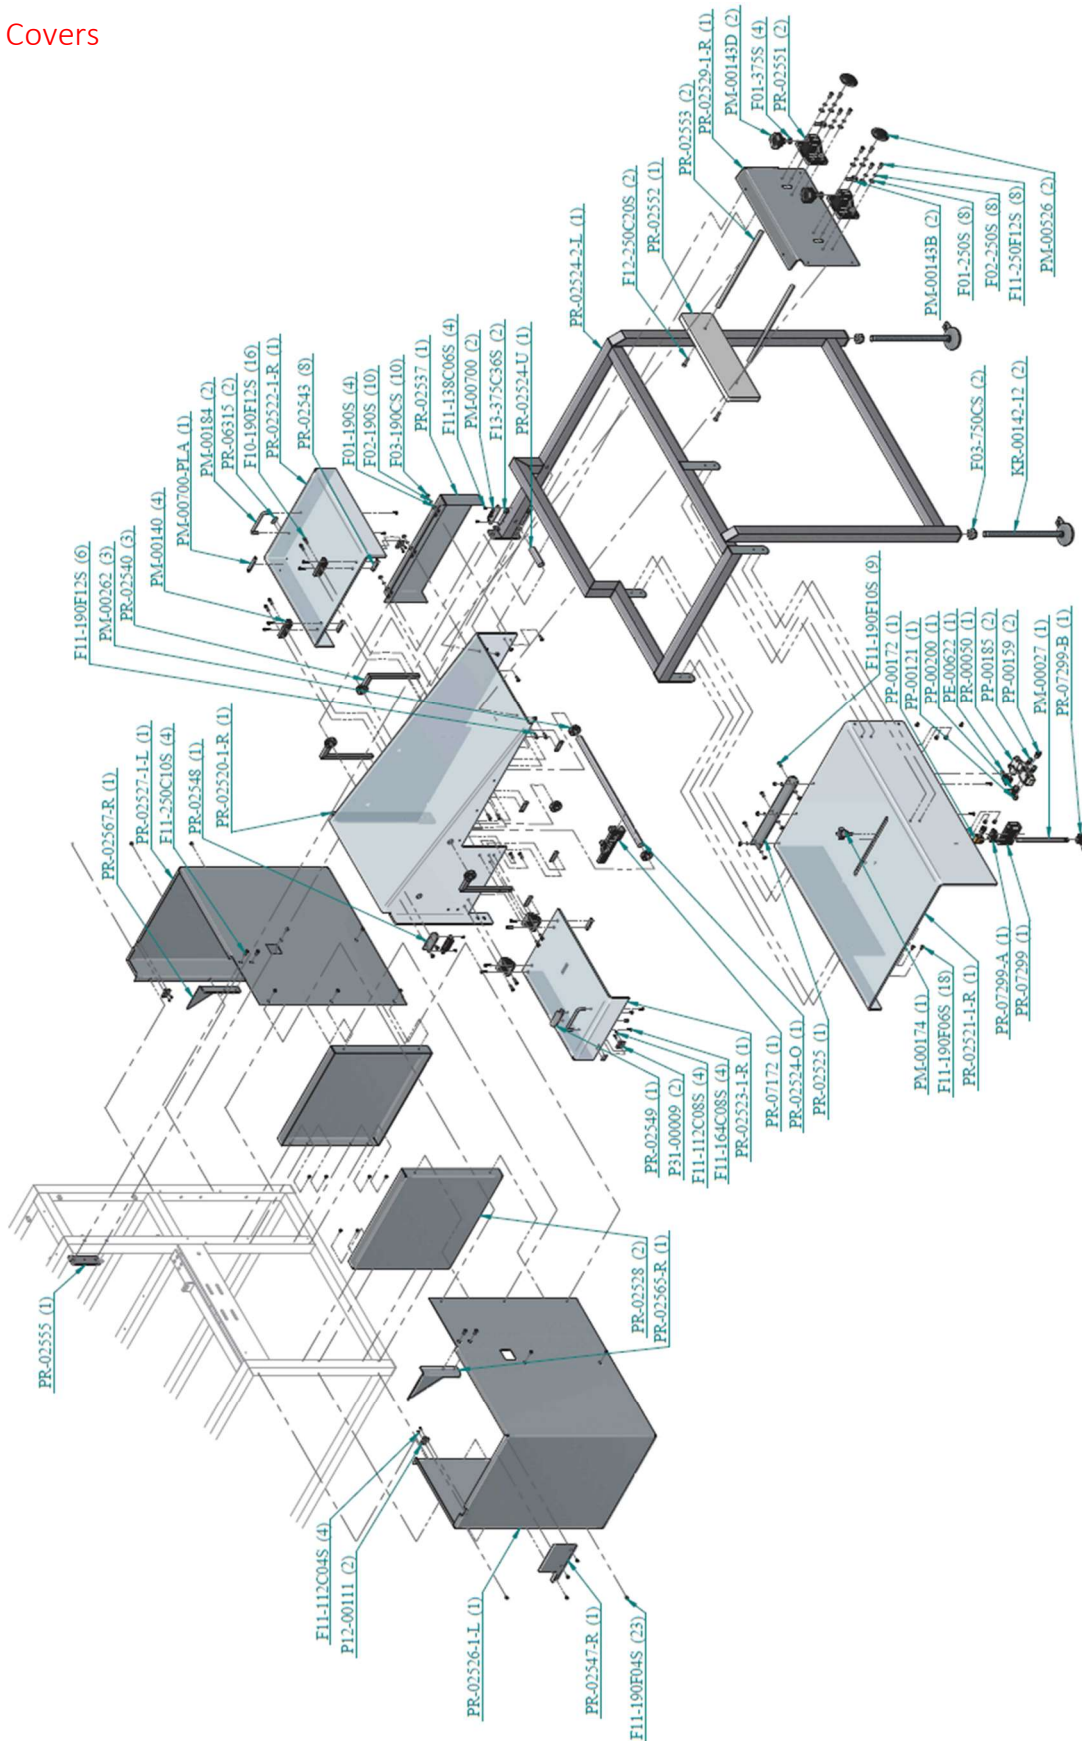 Covers
PR-02555 (1)
F11-112C04S (4)
P12-00111 (2)
PR-02526-1-L (1)
PR-02547-R (1)
F11-190F04S (23)
PR-02528 (2)
PR-02565-R (1)
PR-02567-R (1)
PR-02527-1-L (1)
F11-250C10S (4)
PR-02548 (1)
PR-02520-1-R (1)
PR-02549 (1)
P31-00009 (2)
F11-112C08S (4)
F11-164C08S (4)
PR-02523-1-R (1)
PR-07172 (1)
PR-02524-O (1)
PR-02525 (1)
F11-190F12S (6)
PM-00262 (3)
PR-02540 (3)
PM-00140 (4)
PM-00700-PLA (1)
PM-00184 (2)
PR-06315 (2)
F10-190F12S (16)
PR-02522-1-R (1)
PR-02543 (8)
F01-190S (4)
F02-190S (10)
F03-190CS (10)
PR-02537 (1)
F11-138C06S (4)
PM-00700 (2)
F13-375C36S (2)
PR-02524-U (1)
PR-02524-2-L (1)
F12-250C20S (2)
PR-02552 (1)
PR-02553 (2)
PR-02529-1-R (1)
PM-00143D (2)
F01-375S (4)
PR-02551 (2)
PM-00143B (2)
F01-250S (8)
F02-250S (8)
F11-250F12S (8)
PM-00526 (2)
F03-750CS (2)
KR-00142-12 (2)
F11-190F10S (9)
PP-00172 (1)
PP-00121 (1)
PP-00200 (1)
PE-00622 (1)
PR-00050 (1)
PP-00185 (2)
PP-00159 (2)
PM-00027 (1)
PR-07299-B (1)
PM-00174 (1)
F11-190F06S (18)
PR-02521-1-R (1)
PR-07299-A (1)
PR-07299 (1)